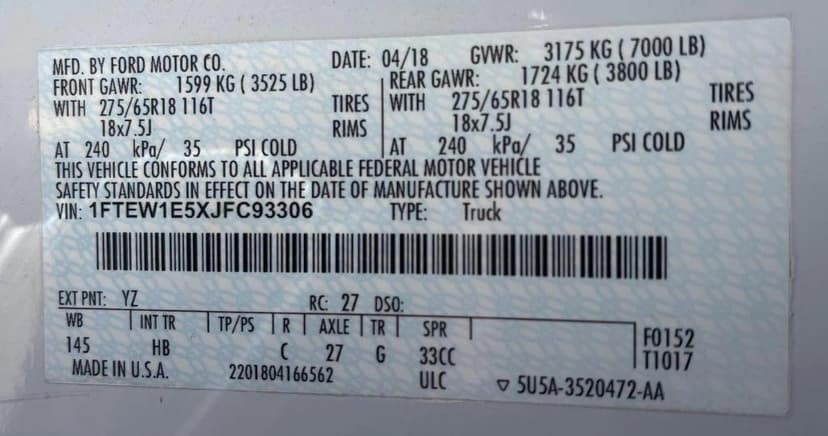 MFD. BY FORD MOTOR CO. DATE: 04/18 GVWR: 3175 KG ( 7000 LB)
FRONT GAWR: 1599 KG ( 3525 LB) REAR GAWR: 1724 KG ( 3800 LB)
WITH 275/65R18 116T TIRES WITH 275/65R18 116T TIRES
18x7.5J RIMS 18x7.5J RIMS
AT 240 kPa/ 35 PSI COLD AT 240 kPa/ 35 PSI COLD
THIS VEHICLE CONFORMS TO ALL APPLICABLE FEDERAL MOTOR VEHICLE
SAFETY STANDARDS IN EFFECT ON THE DATE OF MANUFACTURE SHOWN ABOVE.
VIN: 1FTEW1E5XJFC93306 TYPE: Truck
EXT PNT: YZ RC: 27 DSO:
WB INT TR TP/PS R AXLE TR SPR F0152
145 HB C 27 G 33CC T1017
MADE IN U.S.A. 2201804166562 ULC ▽ 5U5A-3520472-AA